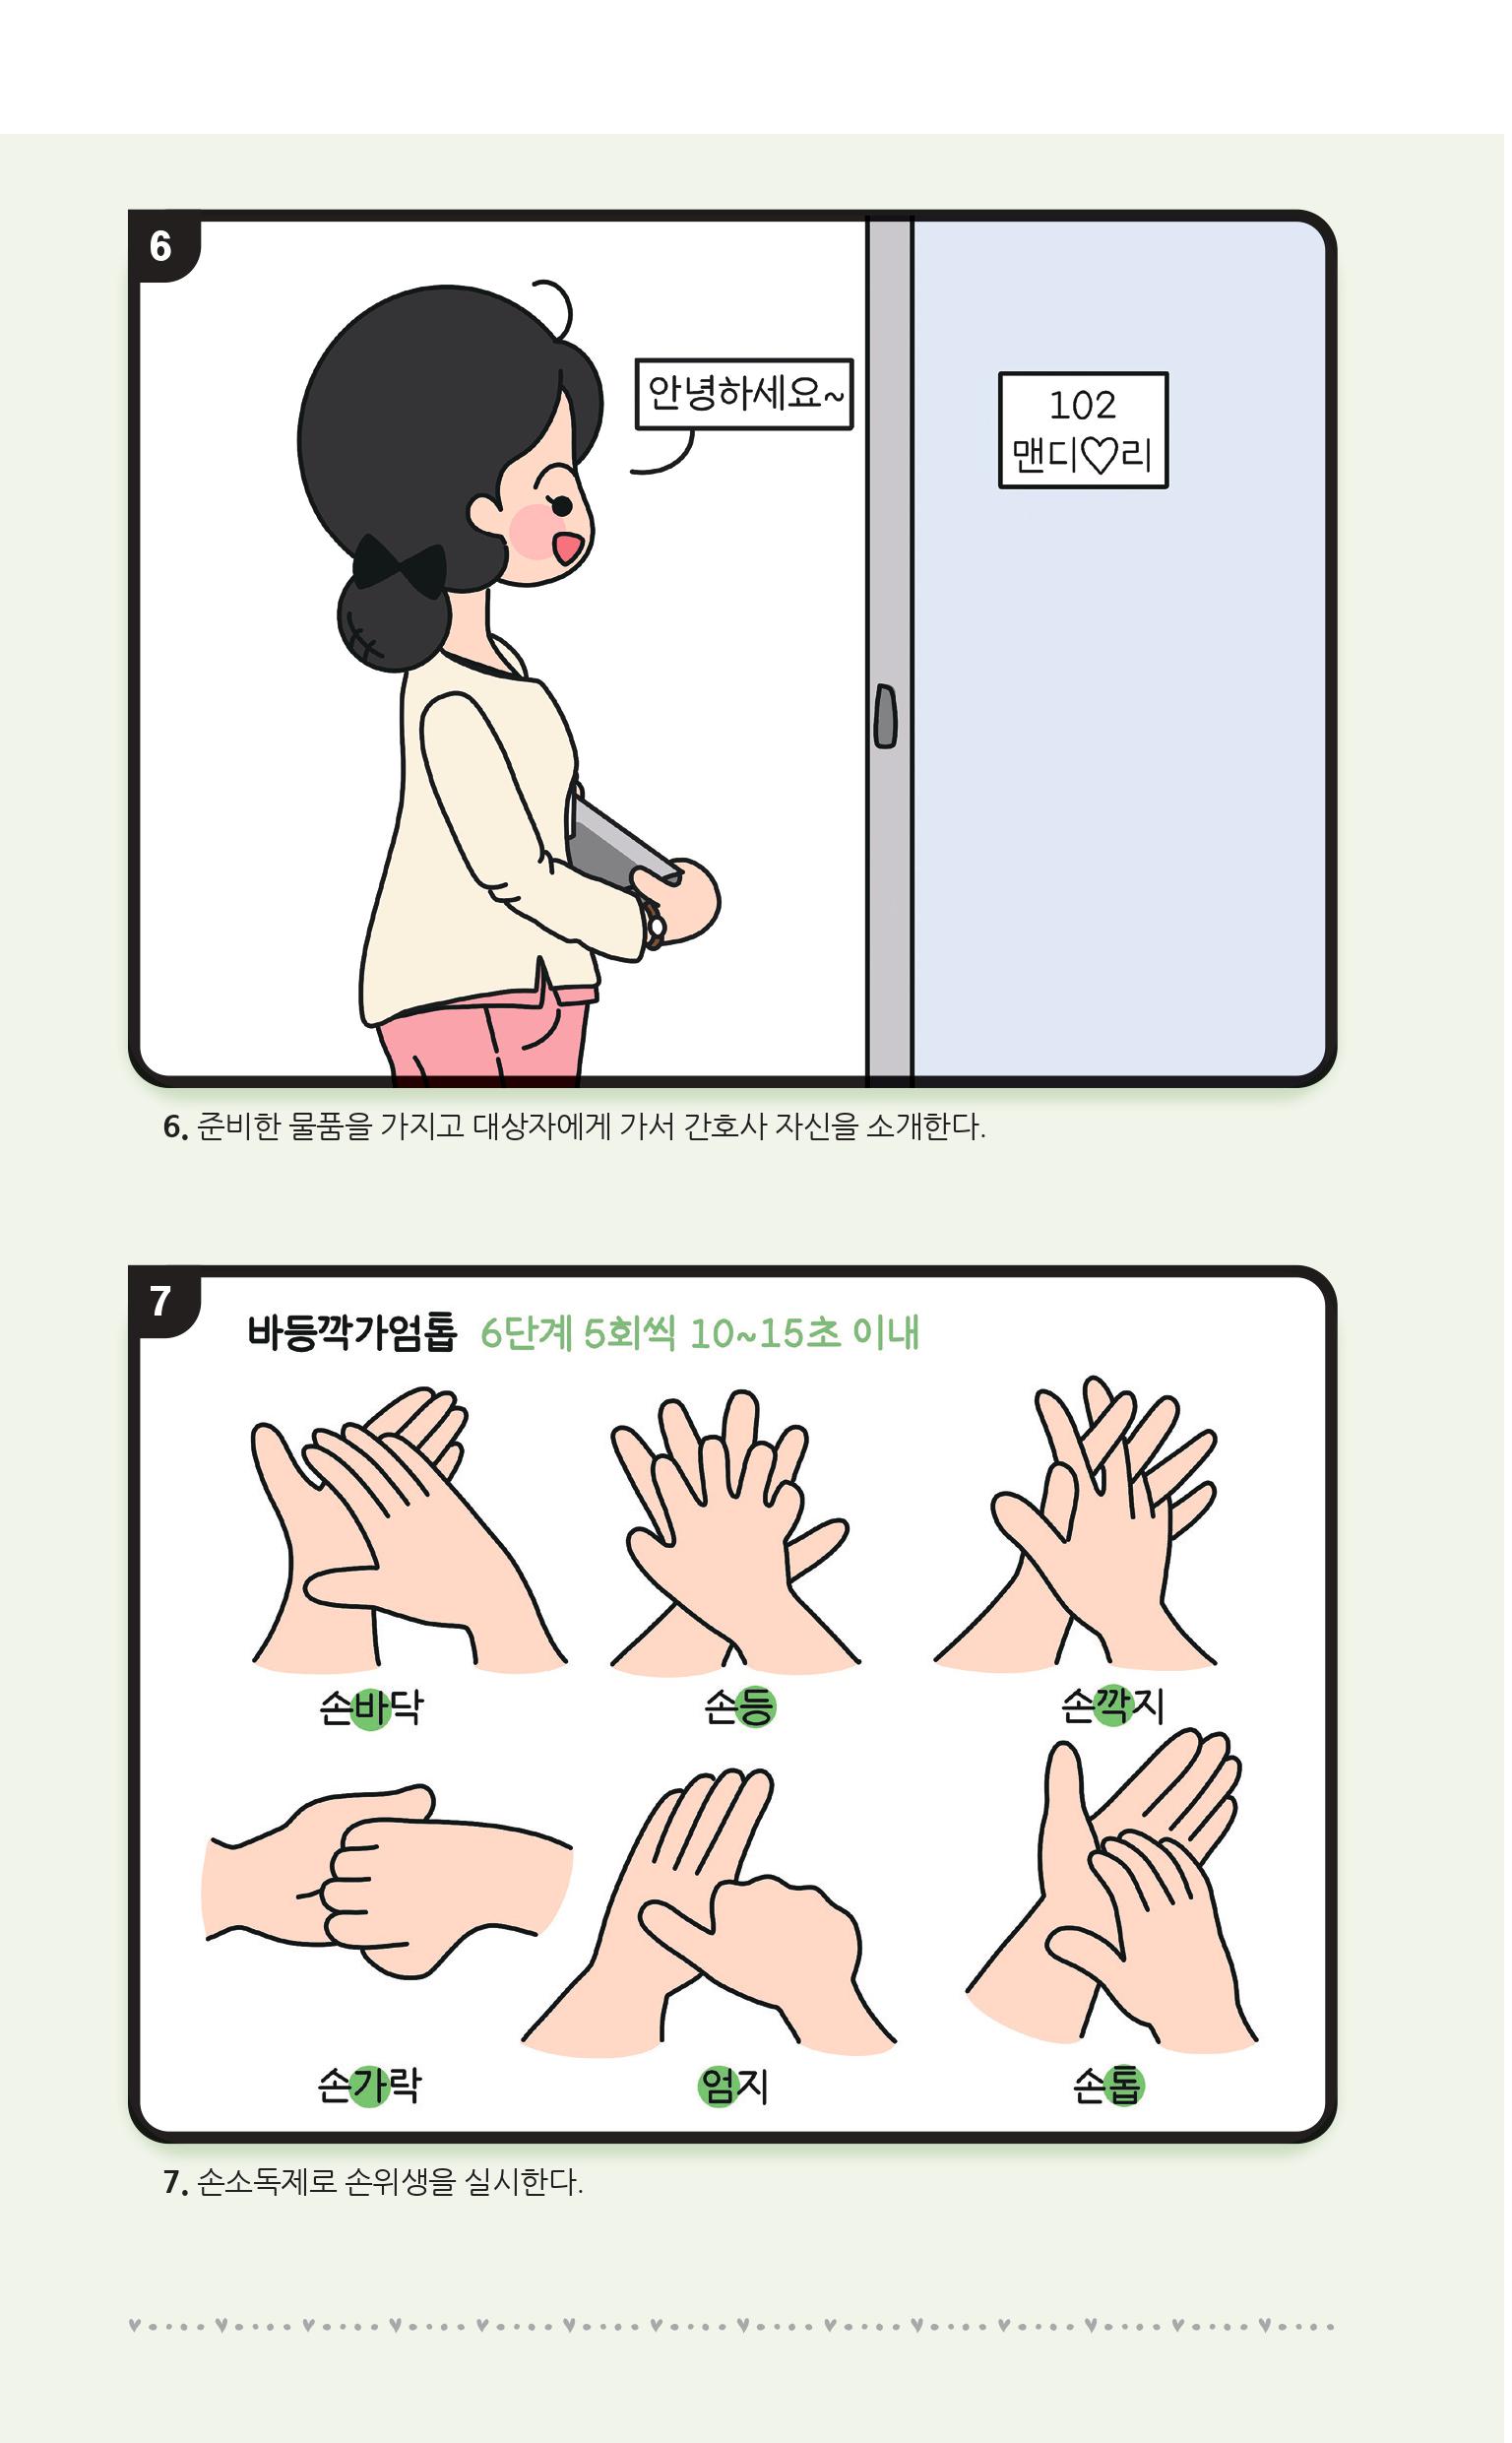 6
안녕하세요~
102
맨디♡리
6. 준비한 물품을 가지고 대상자에게 가서 간호사 자신을 소개한다.
7
바등깍가엄톱 6단계 5회씩 10~15초 이내
손바닥
손등
손깍지
손가락
엄지
손톱
7. 손소독제로 손위생을 실시한다.